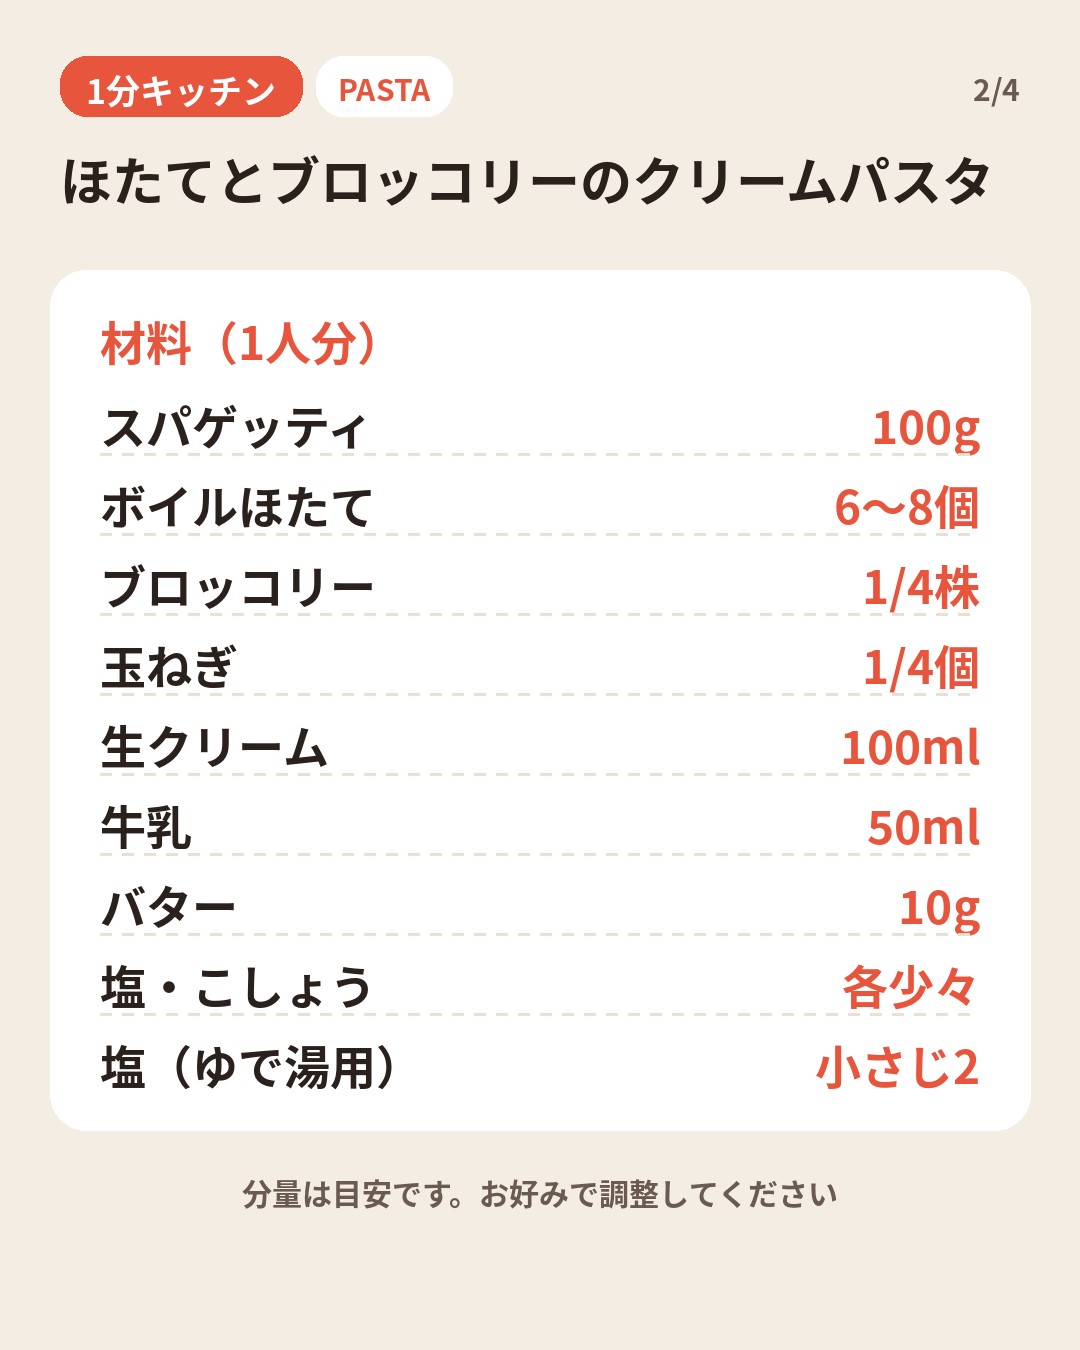 1分キッチン PASTA 2/4
ほたてとブロッコリーのクリームパスタ
材料（1人分）
スパゲッティ 100g
ボイルほたて 6〜8個
ブロッコリー 1/4株
玉ねぎ 1/4個
生クリーム 100ml
牛乳 50ml
バター 10g
塩・こしょう 各少々
塩（ゆで湯用） 小さじ2
分量は目安です。お好みで調整してください